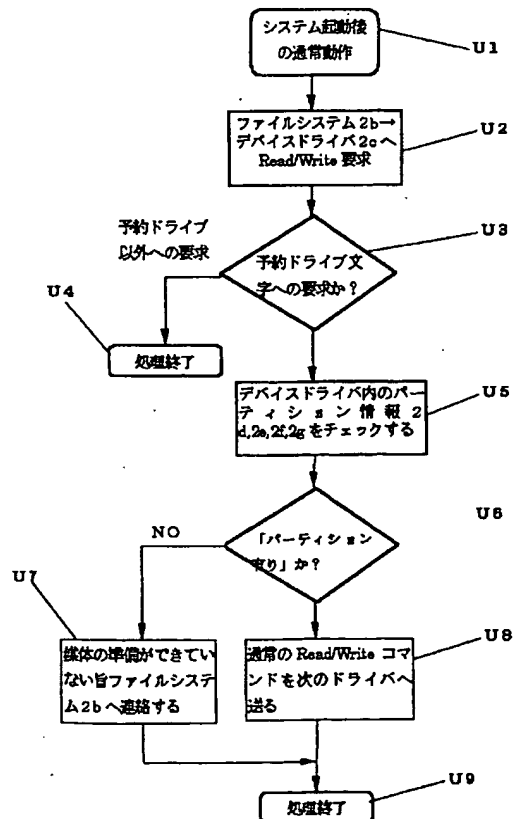 システム起動後
の通常動作
U1
ファイルシステム2b→
デバイスドライバ2cへ
Read/Write 要求
U2
予約ドライブ
以外への要求
予約ドライブ文
字への要求か?
U3
U4
処理終了
デバイスドライバ内のパー
ティション情報2
d,2e,2f,2gをチェックする
U5
U6
NO
「パーティション
有り」か?
U7
媒体の準備ができてい
ない旨ファイルシステ
ム2bへ連絡する
通常の Read/Write コマ
ンドを次のドライバへ
送る
U8
処理終了
U9